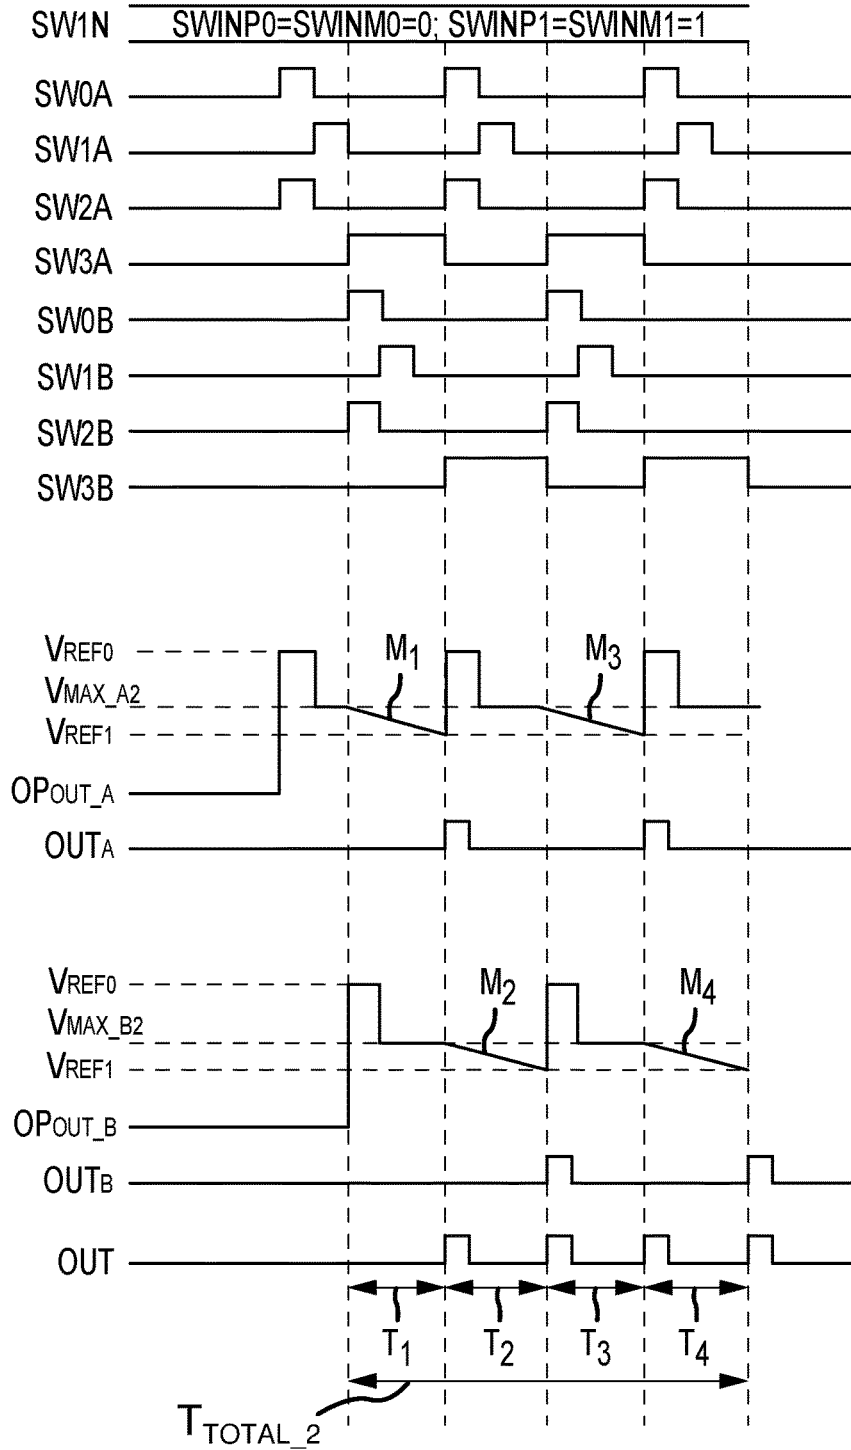 SW1N SWINP0=SWINM0=0; SWINP1=SWINM1=1
SW0A
SW1A
SW2A
SW3A
SW0B
SW1B
SW2B
SW3B
VREF0
M1 M3
VMAX_A2
VREF1
OPOUT_A
OUTA
VREF0
M2 M4
VMAX_B2
VREF1
OPOUT_B
OUTB
OUT
T1 T2 T3 T4
TTOTAL_2